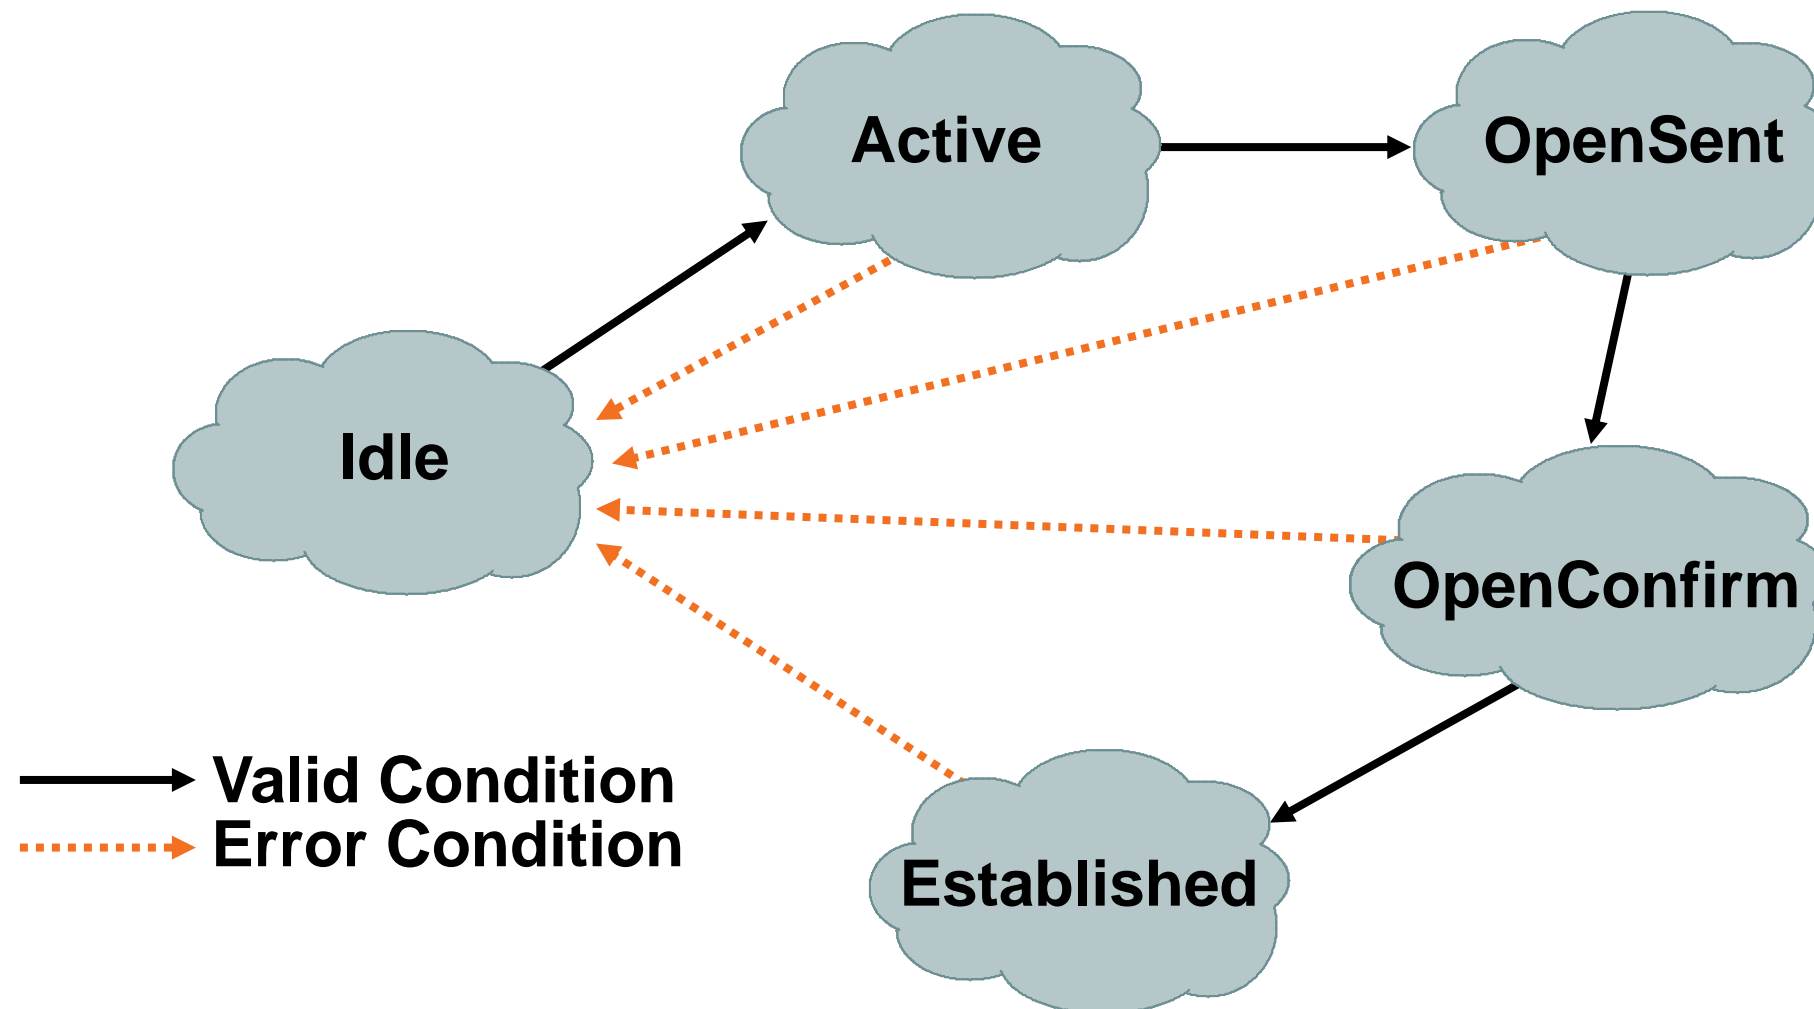 Active
OpenSent
Idle
OpenConfirm
Valid Condition
Error Condition
Established